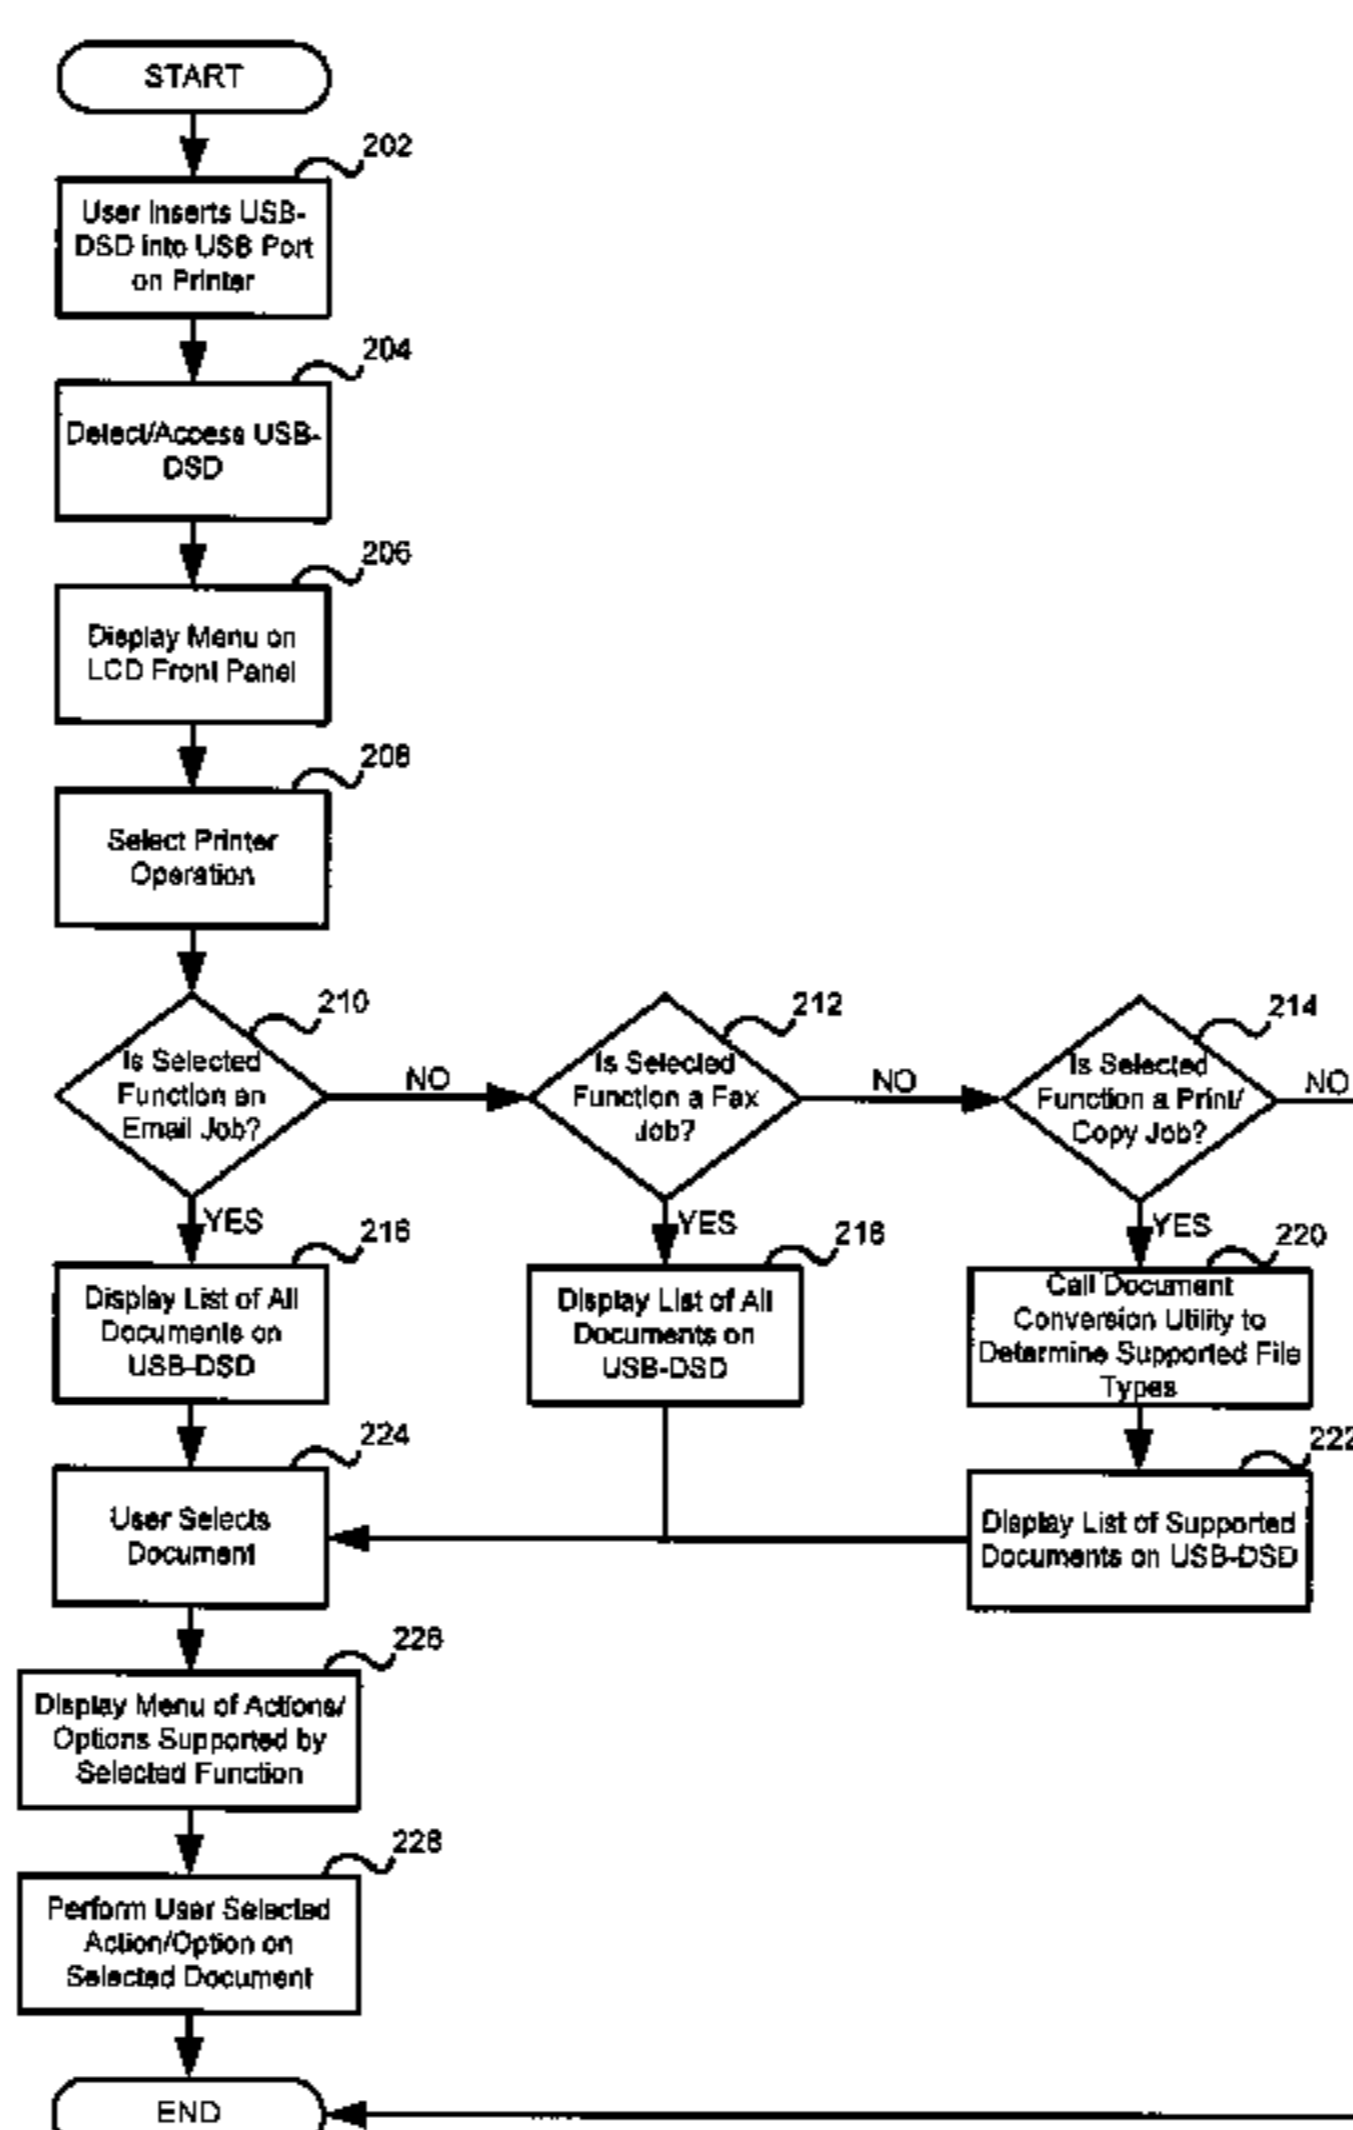 START
202
User Inserts USB-
DSD into USB Port
on Printer
204
Detect/Access USB-
DSD
206
Display Menu on
LCD Front Panel
208
Select Printer
Operation
210
Is Selected
Function an
Email Job?
NO
212
Is Selected
Function a Fax
Job?
NO
214
Is Selected
Function a Print/
Copy Job?
NO
YES
216
Display List of All
Documents on
USB-DSD
YES
218
Display List of All
Documents on
USB-DSD
YES
220
Call Document
Conversion Utility to
Determine Supported File
Types
224
User Selects
Document
222
Display List of Supported
Documents on USB-DSD
226
Display Menu of Actions/
Options Supported by
Selected Function
228
Perform User Selected
Action/Option on
Selected Document
END